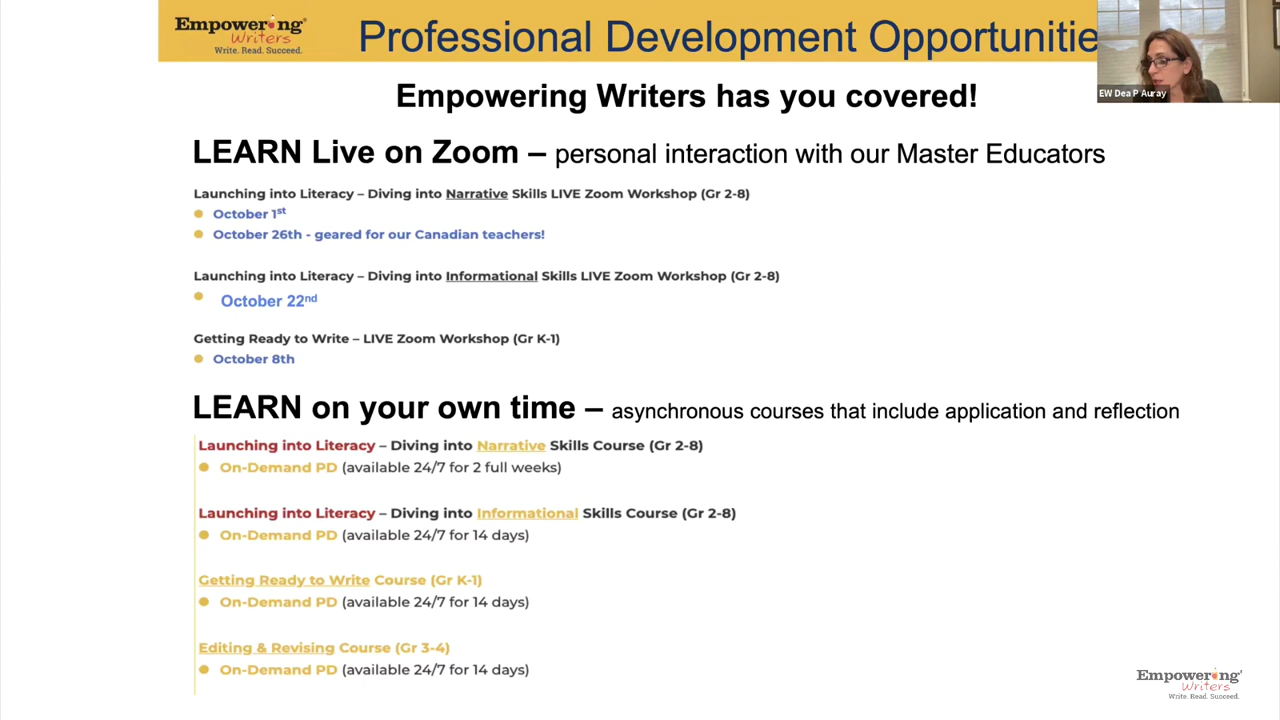 Empowering
Writers
Write. Read. Succeed.
Professional Development Opportunitie
EW Dea P Auray
Empowering Writers has you covered!
LEARN Live on Zoom – personal interaction with our Master Educators
Launching into Literacy – Diving into Narrative Skills LIVE Zoom Workshop (Gr 2-8)
October 1st
October 26th - geared for our Canadian teachers!
Launching into Literacy – Diving into Informational Skills LIVE Zoom Workshop (Gr 2-8)
October 22nd
Getting Ready to Write – LIVE Zoom Workshop (Gr K-1)
October 8th
LEARN on your own time – asynchronous courses that include application and reflection
Launching into Literacy – Diving into Narrative Skills Course (Gr 2-8)
On-Demand PD (available 24/7 for 2 full weeks)
Launching into Literacy – Diving into Informational Skills Course (Gr 2-8)
On-Demand PD (available 24/7 for 14 days)
Getting Ready to Write Course (Gr K-1)
On-Demand PD (available 24/7 for 14 days)
Editing & Revising Course (Gr 3-4)
On-Demand PD (available 24/7 for 14 days)
Empowering
Writers
Write. Read. Succeed.